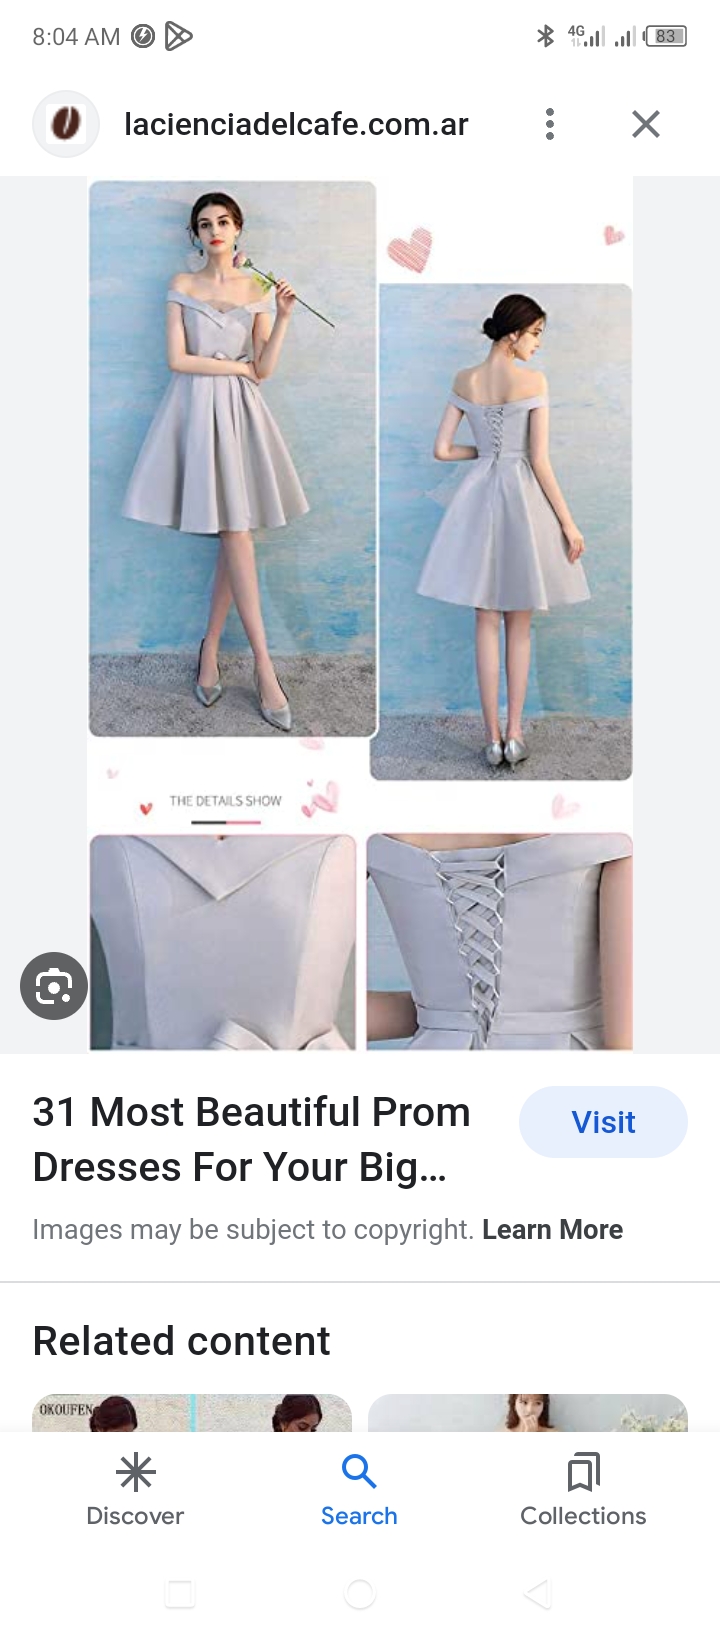 8:04 AM
4G
83
lacienciadelcafe.com.ar
THE DETAILS SHOW
31 Most Beautiful Prom
Dresses For Your Big...
Visit
Images may be subject to copyright. Learn More
Related content
OKOUFEN
Discover
Search
Collections